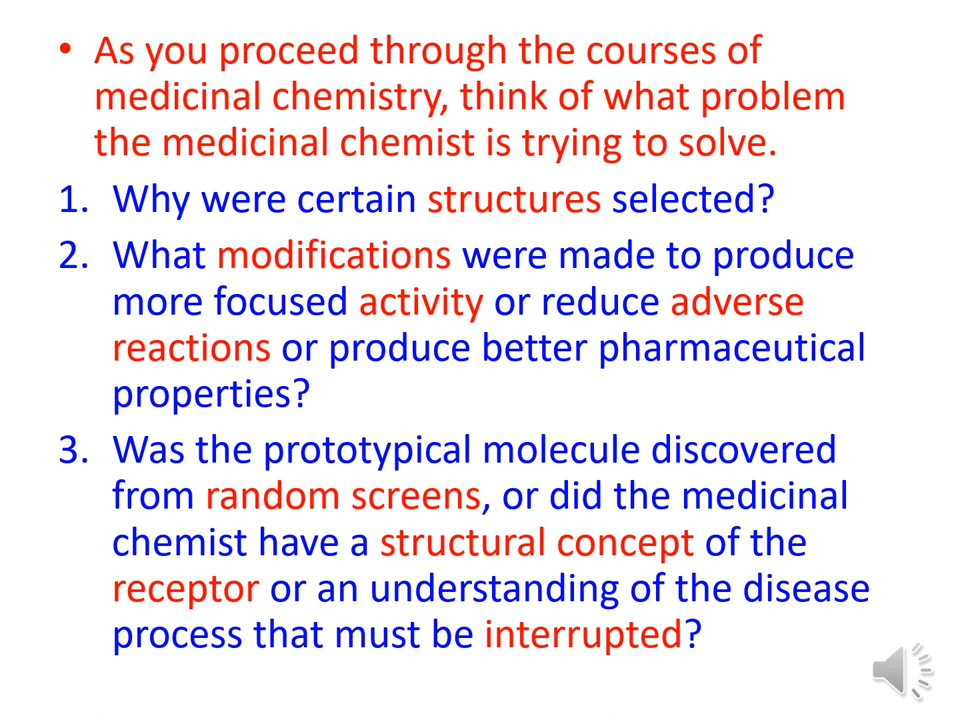 • As you proceed through the courses of
medicinal chemistry, think of what problem
the medicinal chemist is trying to solve.
1. Why were certain structures selected?
2. What modifications were made to produce
more focused activity or reduce adverse
reactions or produce better pharmaceutical
properties?
3. Was the prototypical molecule discovered
from random screens, or did the medicinal
chemist have a structural concept of the
receptor or an understanding of the disease
process that must be interrupted?